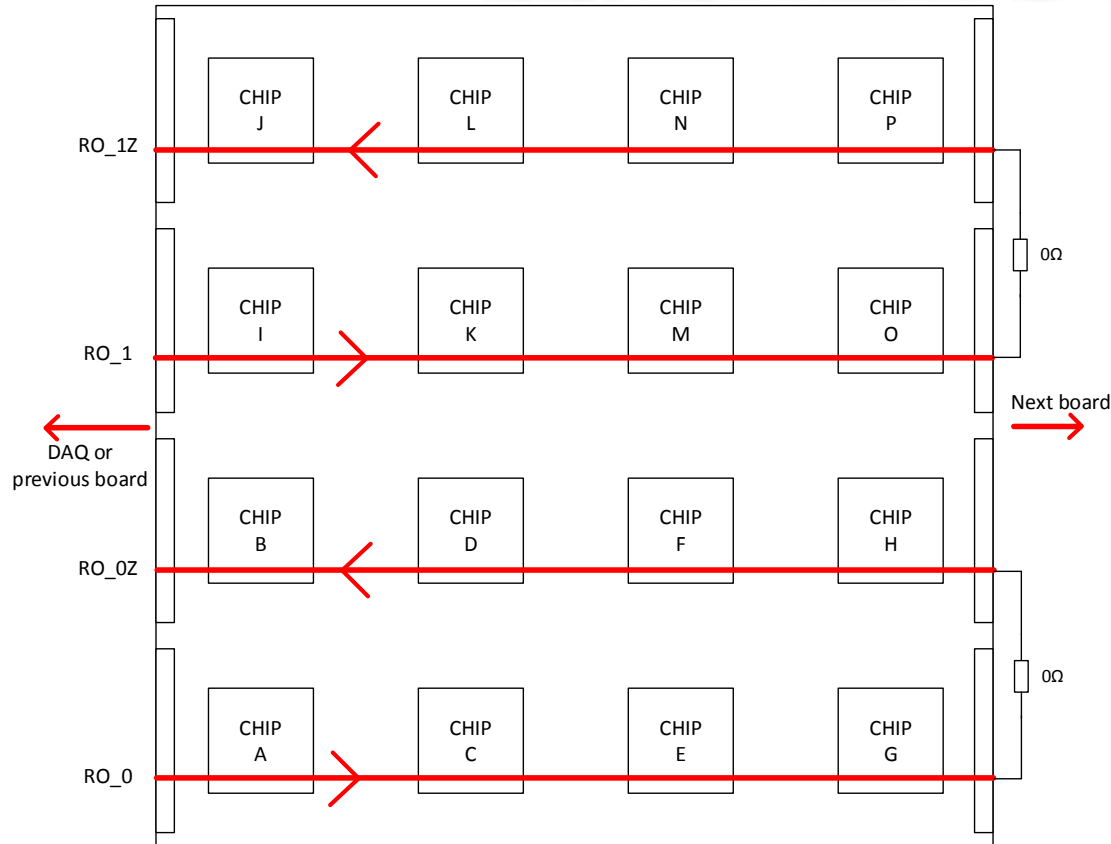 CHIP
J
CHIP
L
CHIP
N
CHIP
P
RO_1Z
0Ω
CHIP
I
CHIP
K
CHIP
M
CHIP
O
RO_1
Next board
DAQ or
previous board
CHIP
B
CHIP
D
CHIP
F
CHIP
H
RO_0Z
0Ω
CHIP
A
CHIP
C
CHIP
E
CHIP
G
RO_0